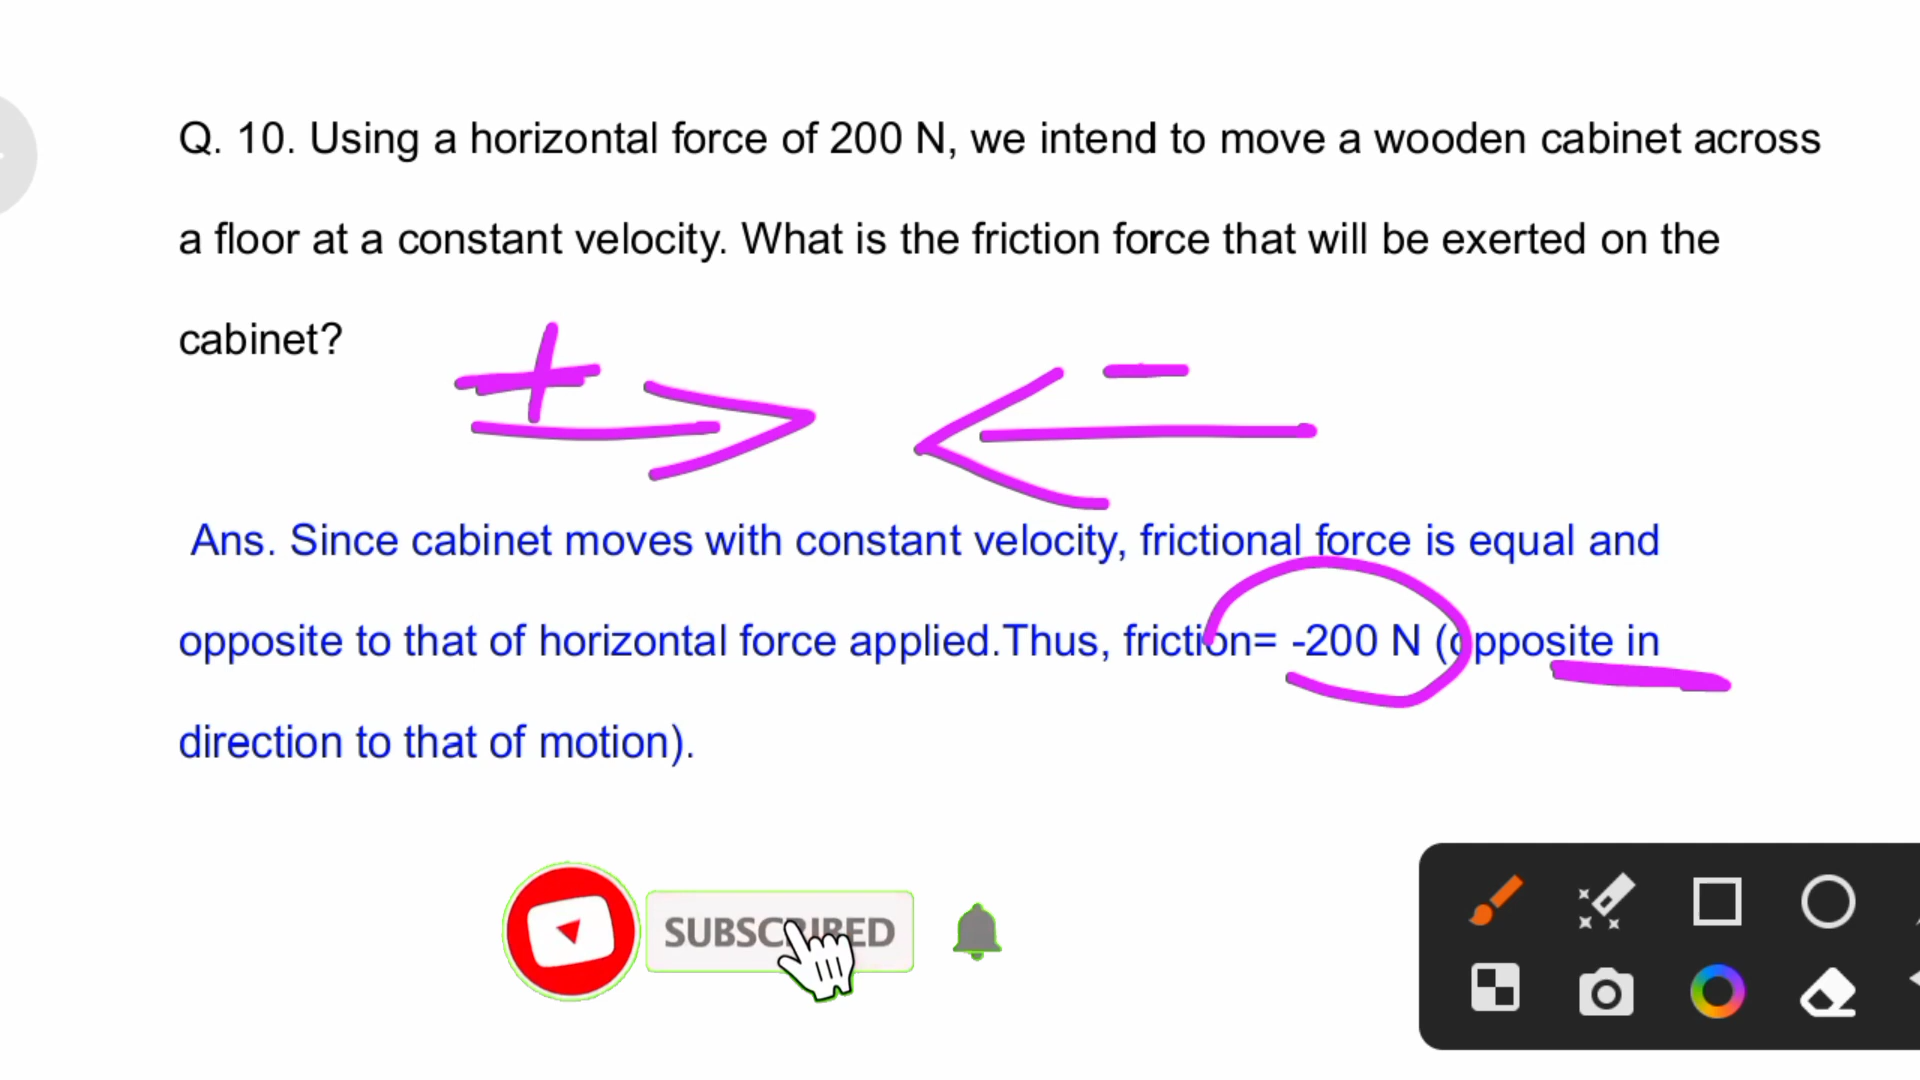 Q. 10. Using a horizontal force of 200 N, we intend to move a wooden cabinet across
a floor at a constant velocity. What is the friction force that will be exerted on the
cabinet?
+
-
Ans. Since cabinet moves with constant velocity, frictional force is equal and
opposite to that of horizontal force applied.Thus, friction= -200 N (opposite in
direction to that of motion).
SUBSCRIBED